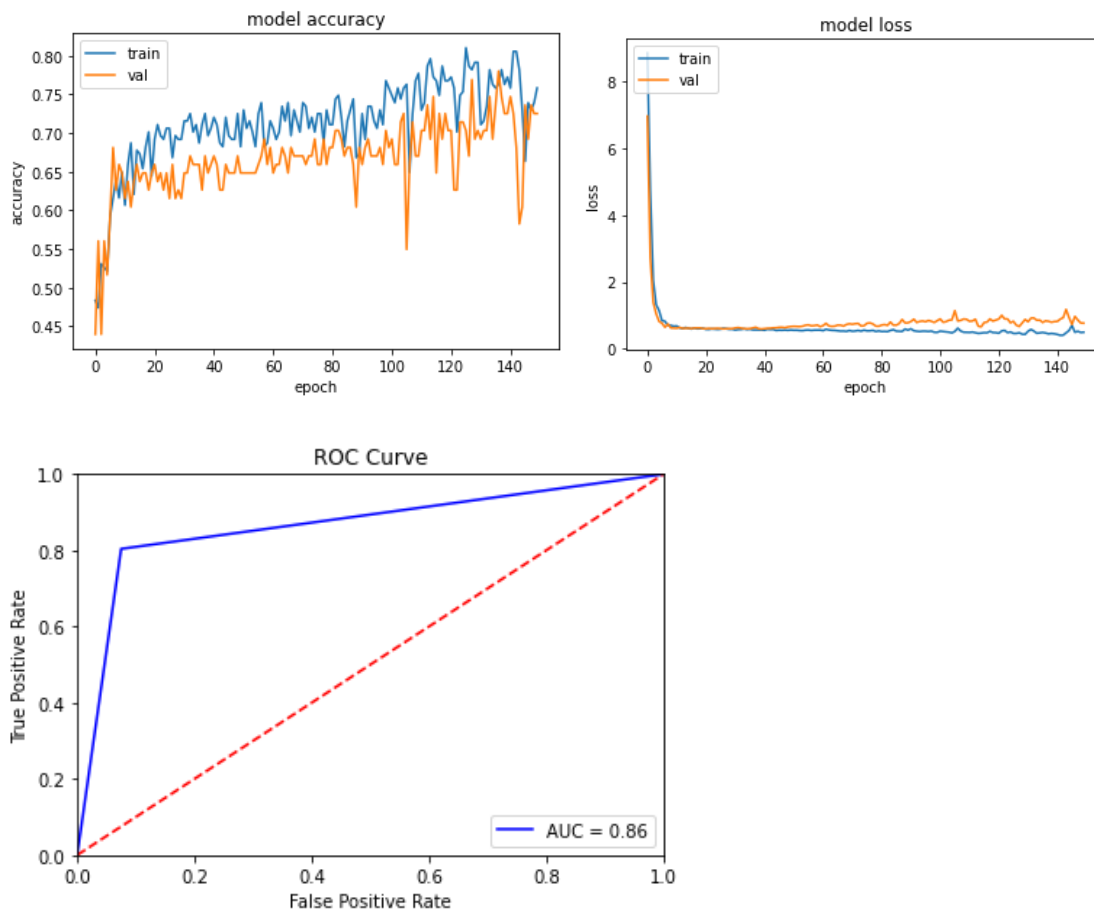 model accuracy
train
val
0.80
0.75
0.70
0.65
0.60
0.55
0.50
0.45
accuracy
0 20 40 60 80 100 120 140
epoch
model loss
train
val
8
6
4
2
0
loss
0 20 40 60 80 100 120 140
epoch
ROC Curve
1.0
0.8
0.6
0.4
0.2
0.0
True Positive Rate
AUC = 0.86
0.0 0.2 0.4 0.6 0.8 1.0
False Positive Rate